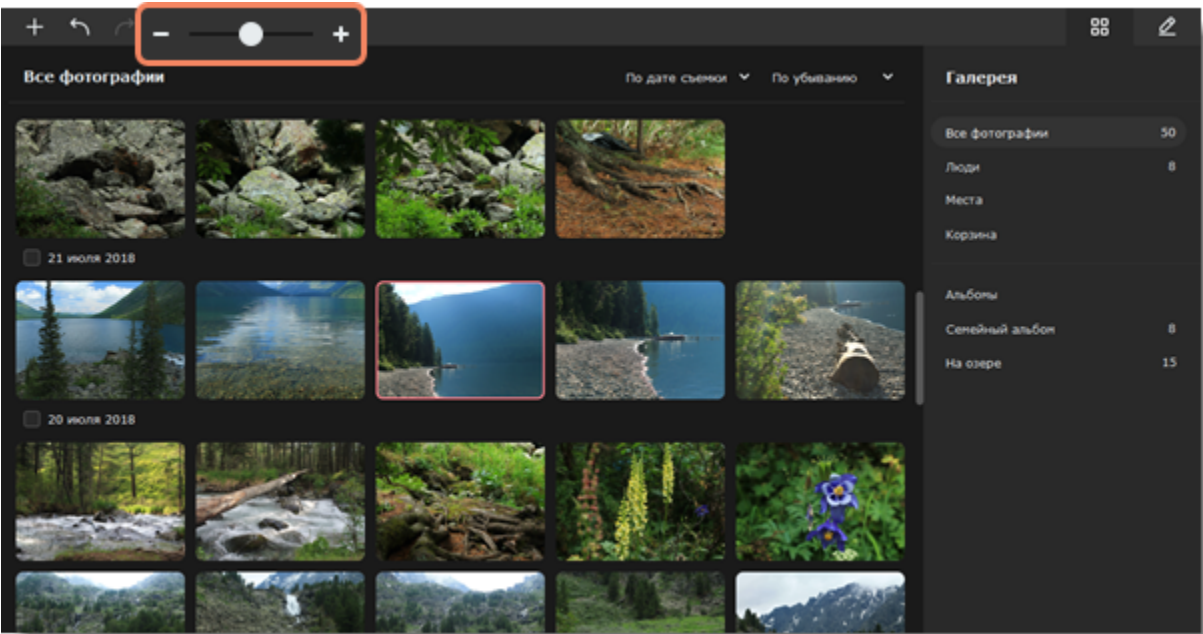 Все фотографии
По дате съемки
По убыванию
Галерея
Все фотографии 50
Люди 8
Места
Корзина
21 июля 2018
Альбомы
Семейный альбом 8
На озере 15
20 июля 2018